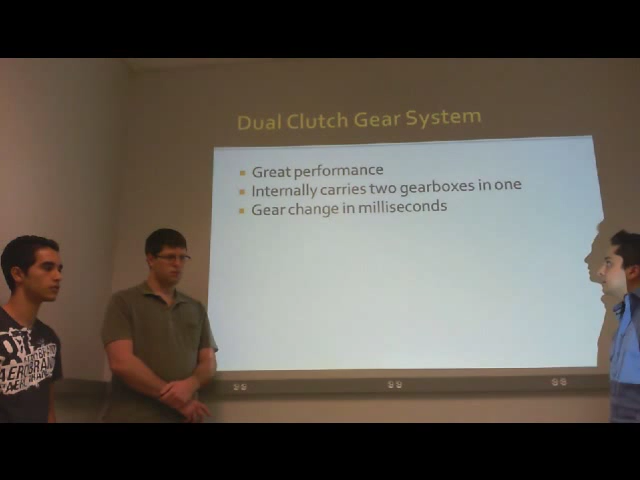 Dual Clutch Gear System
Great performance
Internally carries two gearboxes in one
Gear change in milliseconds